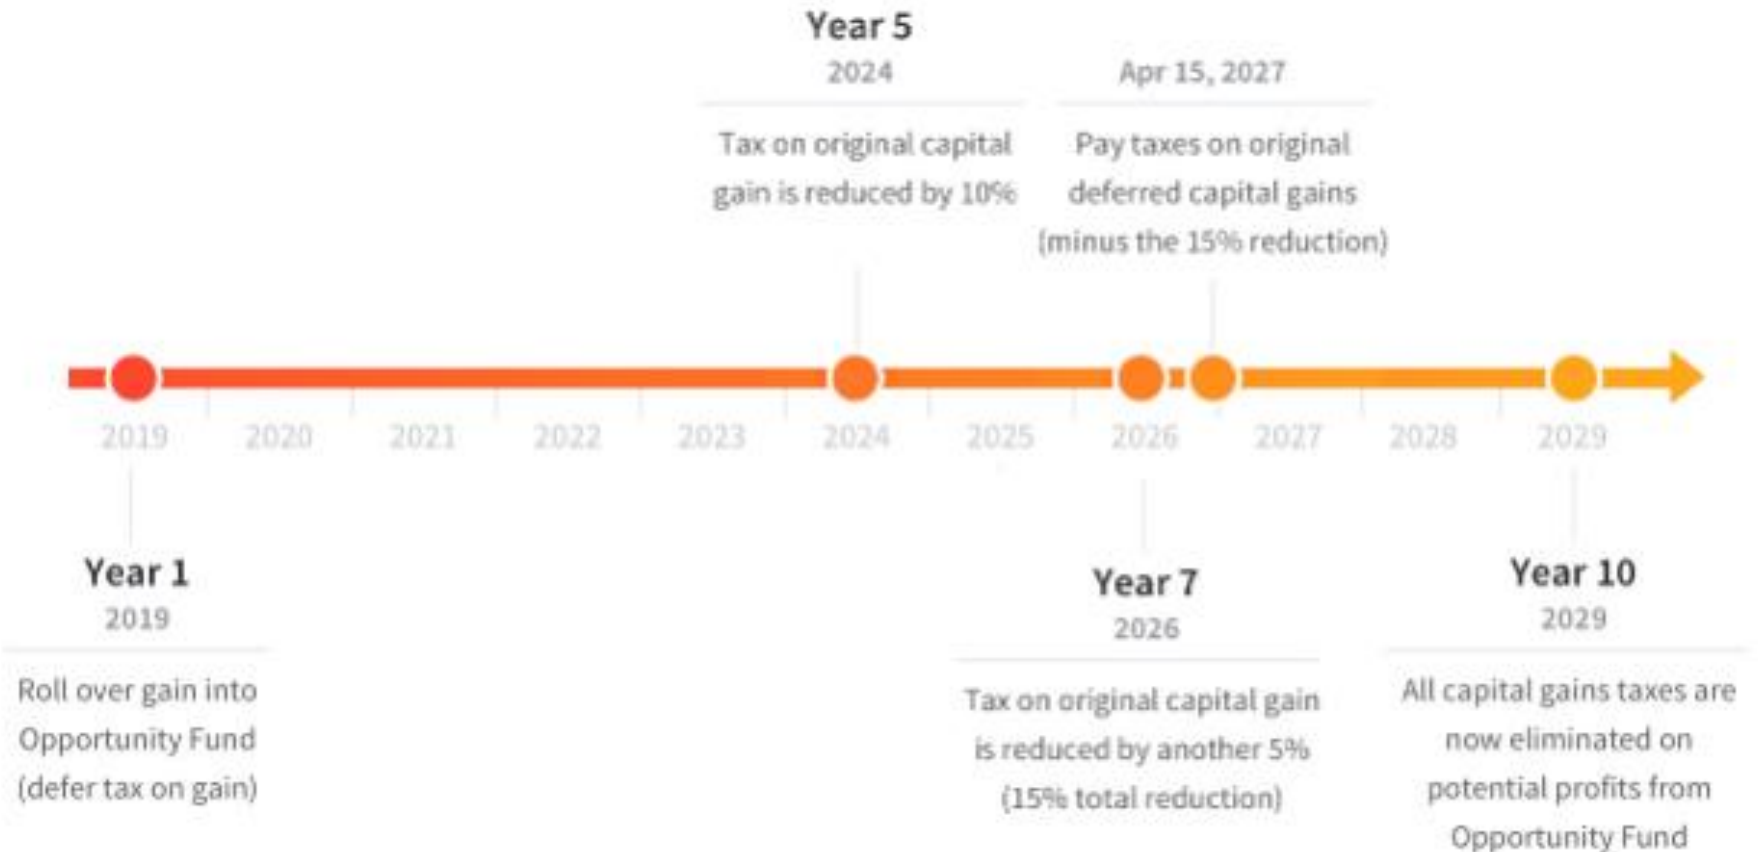 Year 5
2024
Tax on original capital
gain is reduced by 10%
Apr 15, 2027
Pay taxes on original
deferred capital gains
(minus the 15% reduction)
2019 2020 2021 2022 2023 2024 2025 2026 2027 2028 2029
Year 1
2019
Roll over gain into
Opportunity Fund
(defer tax on gain)
Year 7
2026
Tax on original capital gain
is reduced by another 5%
(15% total reduction)
Year 10
2029
All capital gains taxes are
now eliminated on
potential profits from
Opportunity Fund